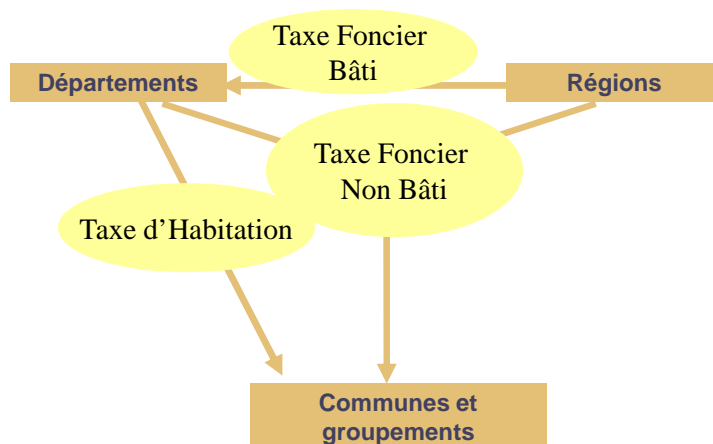 Taxe Foncier
Bâti
Départements
Régions
Taxe Foncier
Non Bâti
Taxe d’Habitation
Communes et
groupements